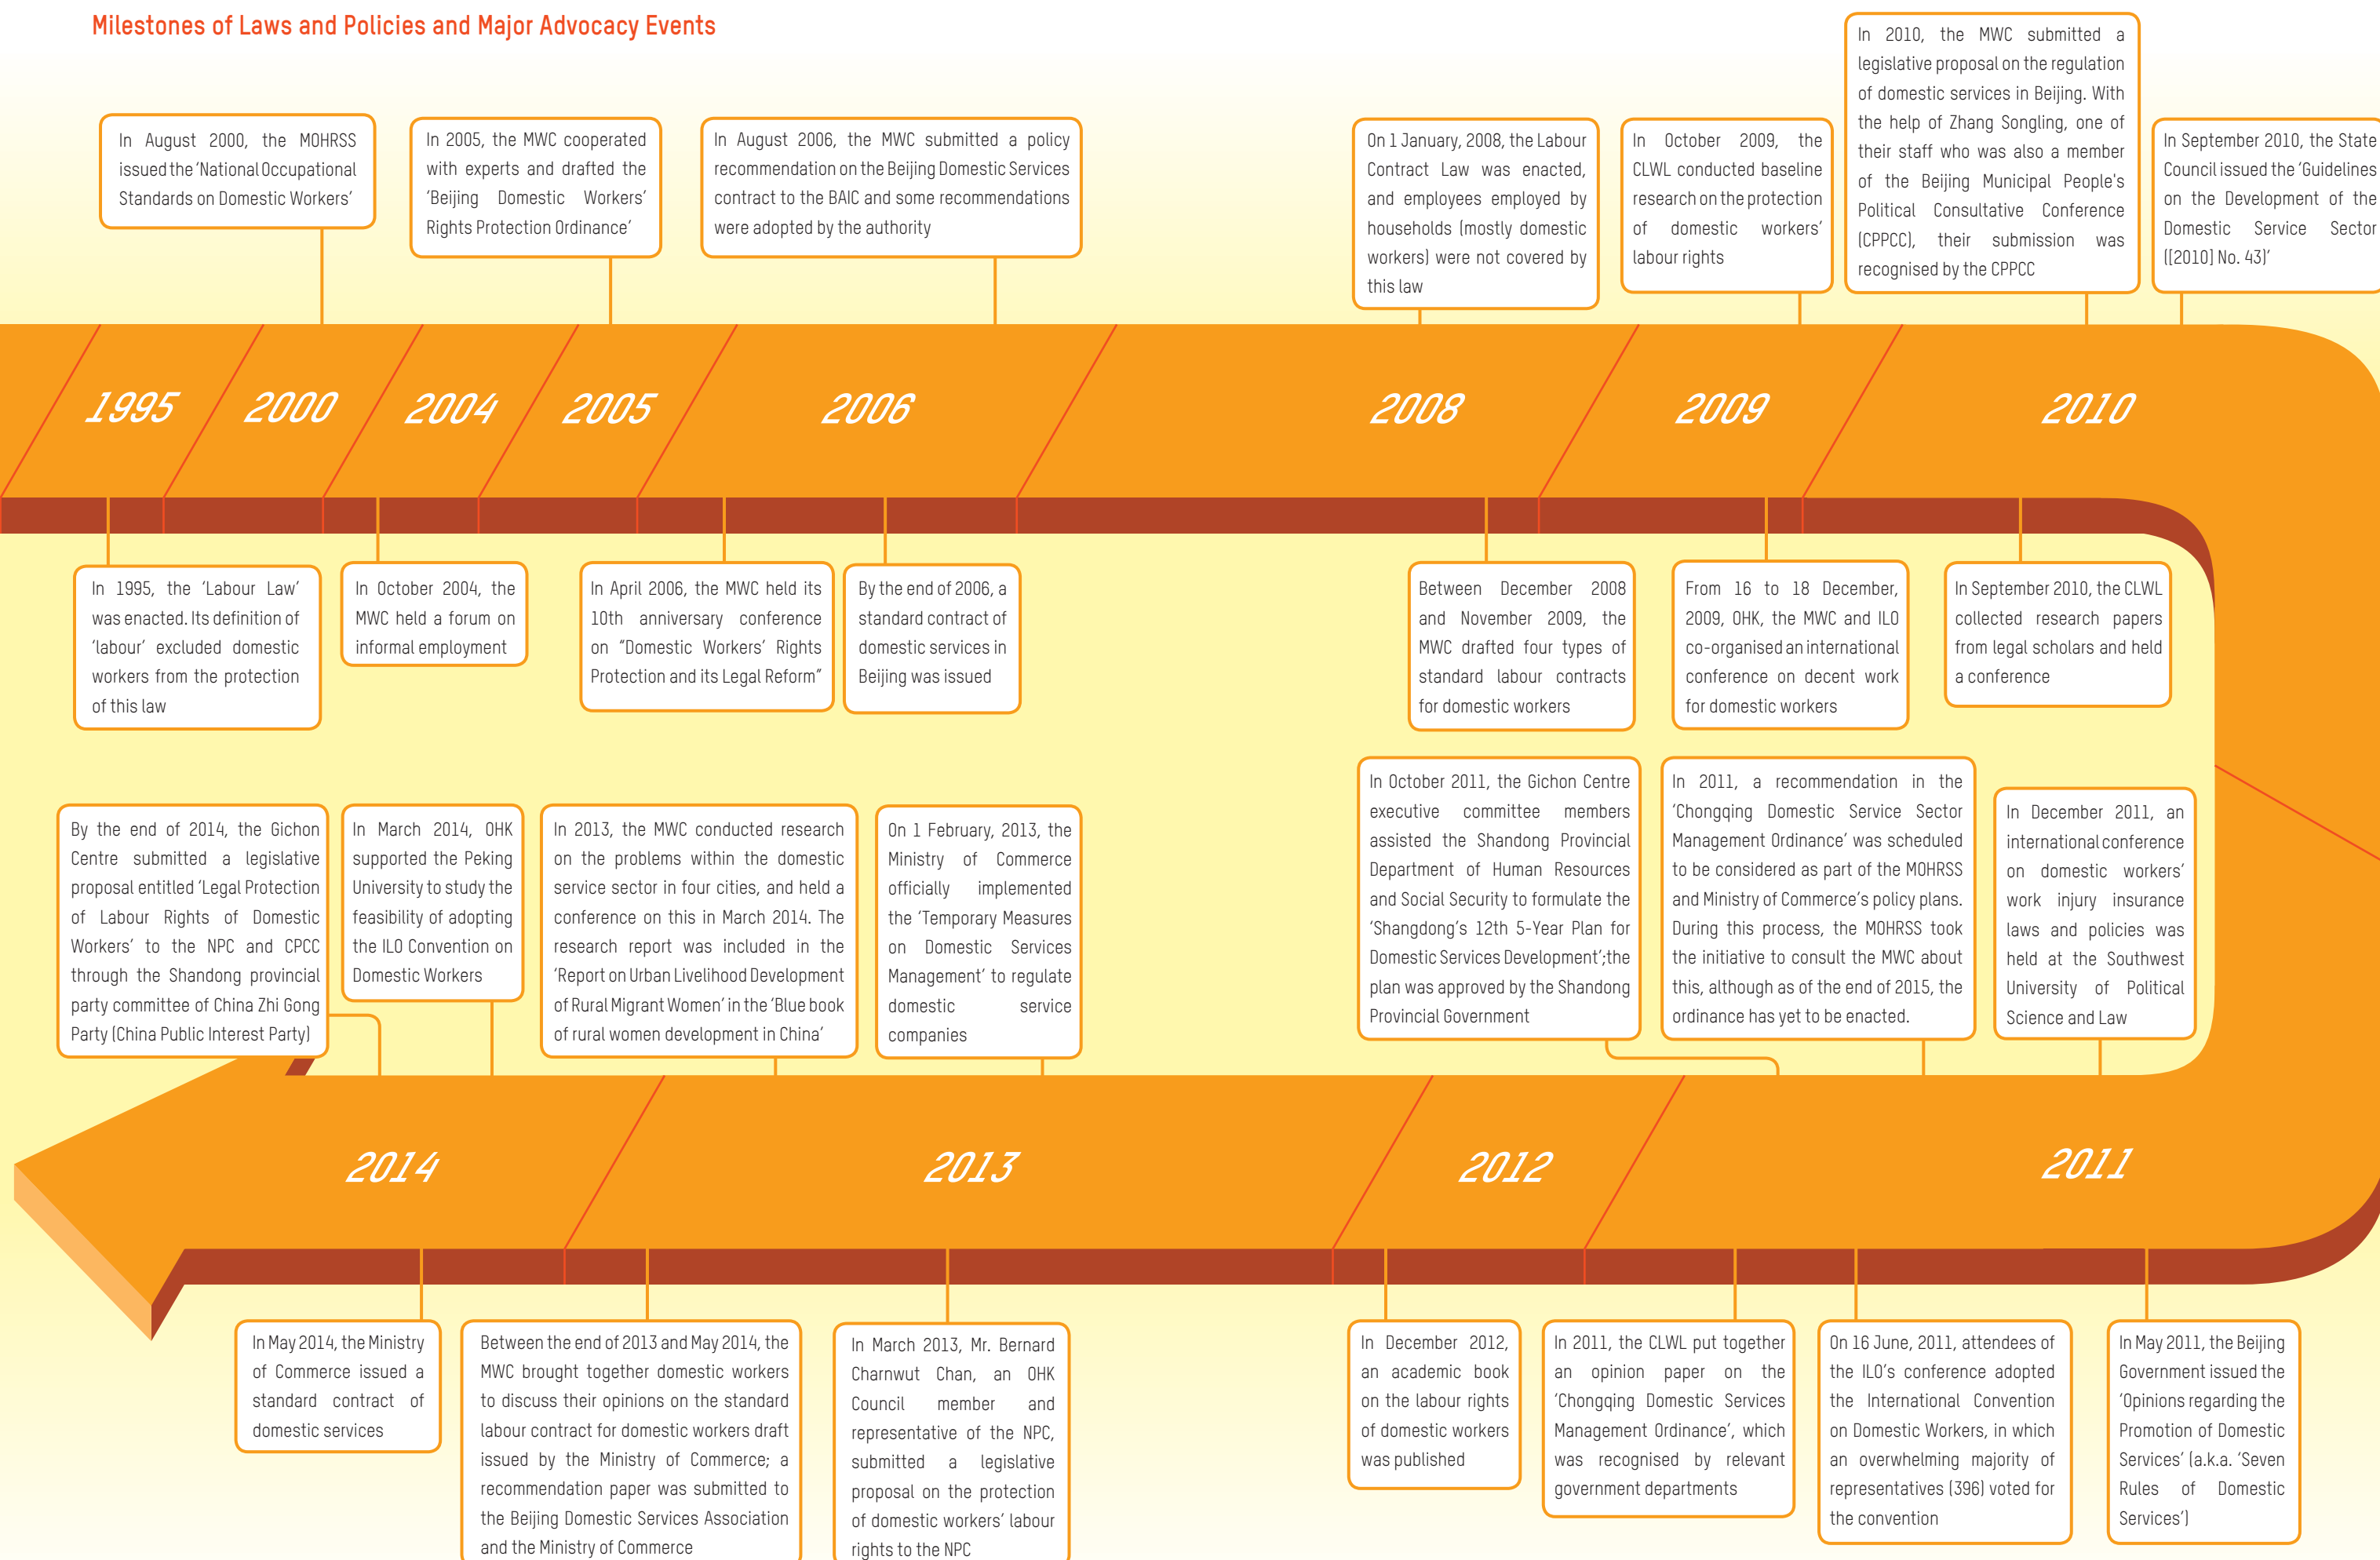 Milestones of Laws and Policies and Major Advocacy Events
In August 2000, the MOHRSS
issued the ‘National Occupational
Standards on Domestic Workers’
In 2005, the MWC cooperated
with experts and drafted the
‘Beijing Domestic Workers’
Rights Protection Ordinance’
In August 2006, the MWC submitted a policy
recommendation on the Beijing Domestic Services
contract to the BAIC and some recommendations
were adopted by the authority
On 1 January, 2008, the Labour
Contract Law was enacted,
and employees employed by
households (mostly domestic
workers) were not covered by
this law
In October 2009, the
CLWL conducted baseline
research on the protection
of domestic workers’
labour rights
In 2010, the MWC submitted a
legislative proposal on the regulation
of domestic services in Beijing. With
the help of Zhang Songling, one of
their staff who was also a member
of the Beijing Municipal People's
Political Consultative Conference
(CPPCC), their submission was
recognised by the CPPCC
In September 2010, the State
Council issued the ‘Guidelines
on the Development of the
Domestic Service Sector
([2010] No. 43)’
1995
2000
2004
2005
2006
2008
2009
2010
In 1995, the ‘Labour Law’
was enacted. Its definition of
‘labour’ excluded domestic
workers from the protection
of this law
In October 2004, the
MWC held a forum on
informal employment
In April 2006, the MWC held its
10th anniversary conference
on “Domestic Workers’ Rights
Protection and its Legal Reform”
By the end of 2006, a
standard contract of
domestic services in
Beijing was issued
Between December 2008
and November 2009, the
MWC drafted four types of
standard labour contracts
for domestic workers
From 16 to 18 December,
2009, OHK, the MWC and ILO
co-organised an international
conference on decent work
for domestic workers
In September 2010, the CLWL
collected research papers
from legal scholars and held
a conference
By the end of 2014, the Gichon
Centre submitted a legislative
proposal entitled ‘Legal Protection
of Labour Rights of Domestic
Workers’ to the NPC and CPCC
through the Shandong provincial
party committee of China Zhi Gong
Party (China Public Interest Party)
In March 2014, OHK
supported the Peking
University to study the
feasibility of adopting
the ILO Convention on
Domestic Workers
In 2013, the MWC conducted research
on the problems within the domestic
service sector in four cities, and held a
conference on this in March 2014. The
research report was included in the
‘Report on Urban Livelihood Development
of Rural Migrant Women’ in the ‘Blue book
of rural women development in China’
On 1 February, 2013, the
Ministry of Commerce
officially implemented
the ‘Temporary Measures
on Domestic Services
Management’ to regulate
domestic service
companies
In October 2011, the Gichon Centre
executive committee members
assisted the Shandong Provincial
Department of Human Resources
and Social Security to formulate the
‘Shangdong’s 12th 5-Year Plan for
Domestic Services Development’;the
plan was approved by the Shandong
Provincial Government
In 2011, a recommendation in the
‘Chongqing Domestic Service Sector
Management Ordinance’ was scheduled
to be considered as part of the MOHRSS
and Ministry of Commerce’s policy plans.
During this process, the MOHRSS took
the initiative to consult the MWC about
this, although as of the end of 2015, the
ordinance has yet to be enacted.
In December 2011, an
international conference
on domestic workers’
work injury insurance
laws and policies was
held at the Southwest
University of Political
Science and Law
2014
2013
2012
2011
In May 2014, the Ministry
of Commerce issued a
standard contract of
domestic services
Between the end of 2013 and May 2014, the
MWC brought together domestic workers
to discuss their opinions on the standard
labour contract for domestic workers draft
issued by the Ministry of Commerce; a
recommendation paper was submitted to
the Beijing Domestic Services Association
and the Ministry of Commerce
In March 2013, Mr. Bernard
Charnwut Chan, an OHK
Council member and
representative of the NPC,
submitted a legislative
proposal on the protection
of domestic workers’ labour
rights to the NPC
In December 2012,
an academic book
on the labour rights
of domestic workers
was published
In 2011, the CLWL put together
an opinion paper on the
‘Chongqing Domestic Services
Management Ordinance’, which
was recognised by relevant
government departments
On 16 June, 2011, attendees of
the ILO’s conference adopted
the International Convention
on Domestic Workers, in which
an overwhelming majority of
representatives (396) voted for
the convention
In May 2011, the Beijing
Government issued the
‘Opinions regarding the
Promotion of Domestic
Services’ (a.k.a. ‘Seven
Rules of Domestic
Services’)